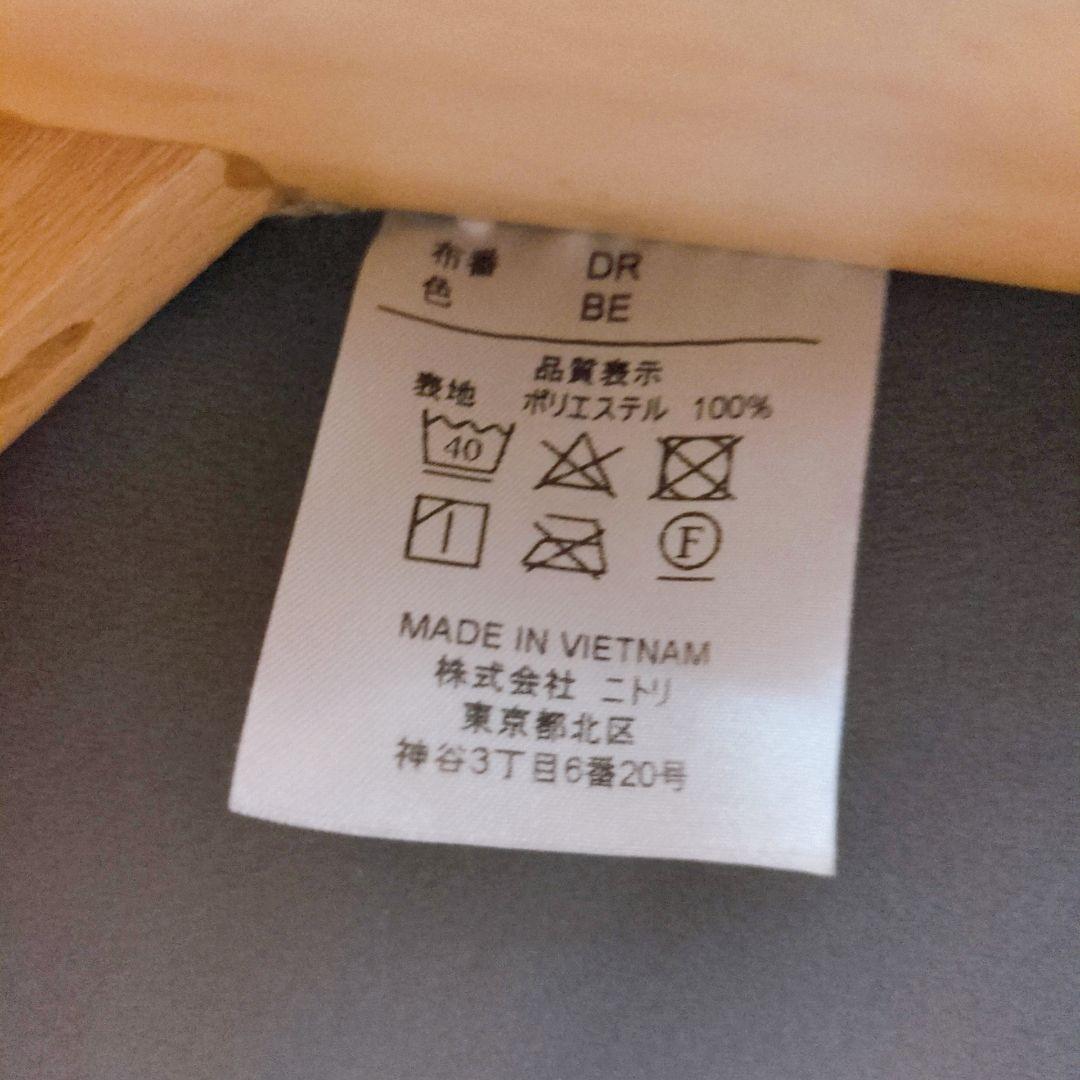 布番 DR
色 BE
品質表示
表地 ポリエステル 100%
40
F
MADE IN VIETNAM
株式会社 ニトリ
東京都北区
神谷3丁目6番20号